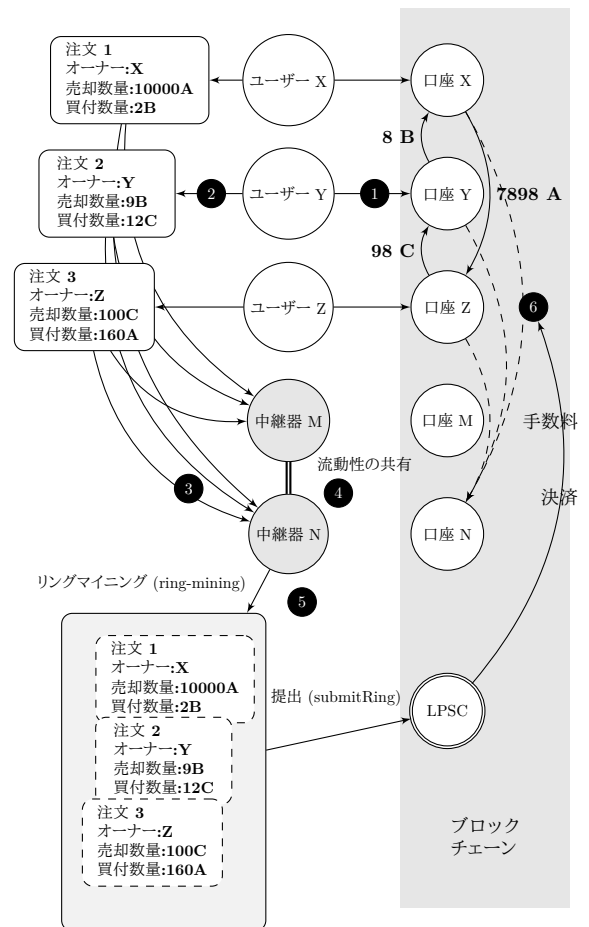 注文 1
オーナー:X
売却数量:10000A
買付数量:2B
ユーザー X
口座 X
8 B
注文 2
オーナー:Y
売却数量:9B
買付数量:12C
2
ユーザー Y
1
口座 Y
7898 A
98 C
注文 3
オーナー:Z
売却数量:100C
買付数量:160A
ユーザー Z
口座 Z
6
中継器 M
口座 M
手数料
流動性の共有
3
4
決済
中継器 N
口座 N
リングマイニング (ring-mining)
5
注文 1
オーナー:X
売却数量:10000A
買付数量:2B
提出 (submitRing)
LPSC
注文 2
オーナー:Y
売却数量:9B
買付数量:12C
注文 3
オーナー:Z
売却数量:100C
買付数量:160A
ブロック
チェーン